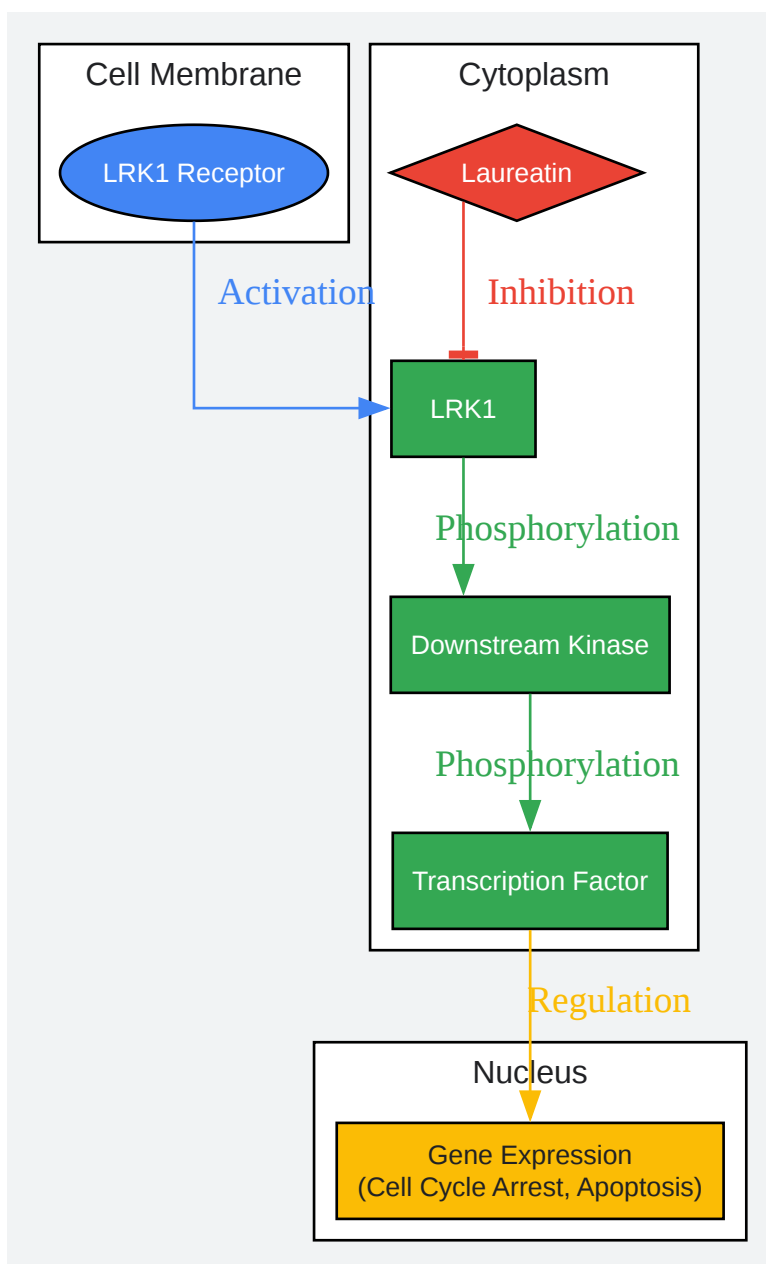 Cell Membrane
LRK1 Receptor
Cytoplasm
Laureatin
Activation
Inhibition
LRK1
Phosphorylation
Downstream Kinase
Phosphorylation
Transcription Factor
Regulation
Nucleus
Gene Expression
(Cell Cycle Arrest, Apoptosis)